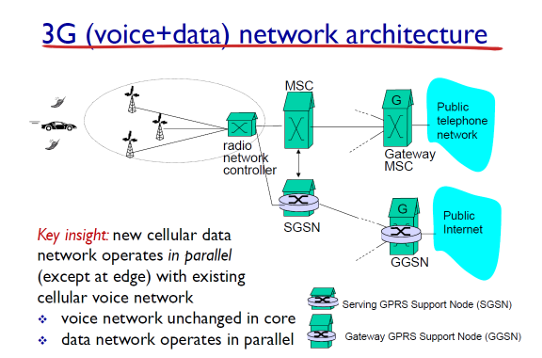 3G (voice+data) network architecture
MSC
G
Public
telephone
network
radio
network
controller
Gateway
MSC
SGSN
G
Public
Internet
GGSN
Key insight: new cellular data
network operates in parallel
(except at edge) with existing
cellular voice network
❖ voice network unchanged in core
❖ data network operates in parallel
Serving GPRS Support Node (SGSN)
Gateway GPRS Support Node (GGSN)